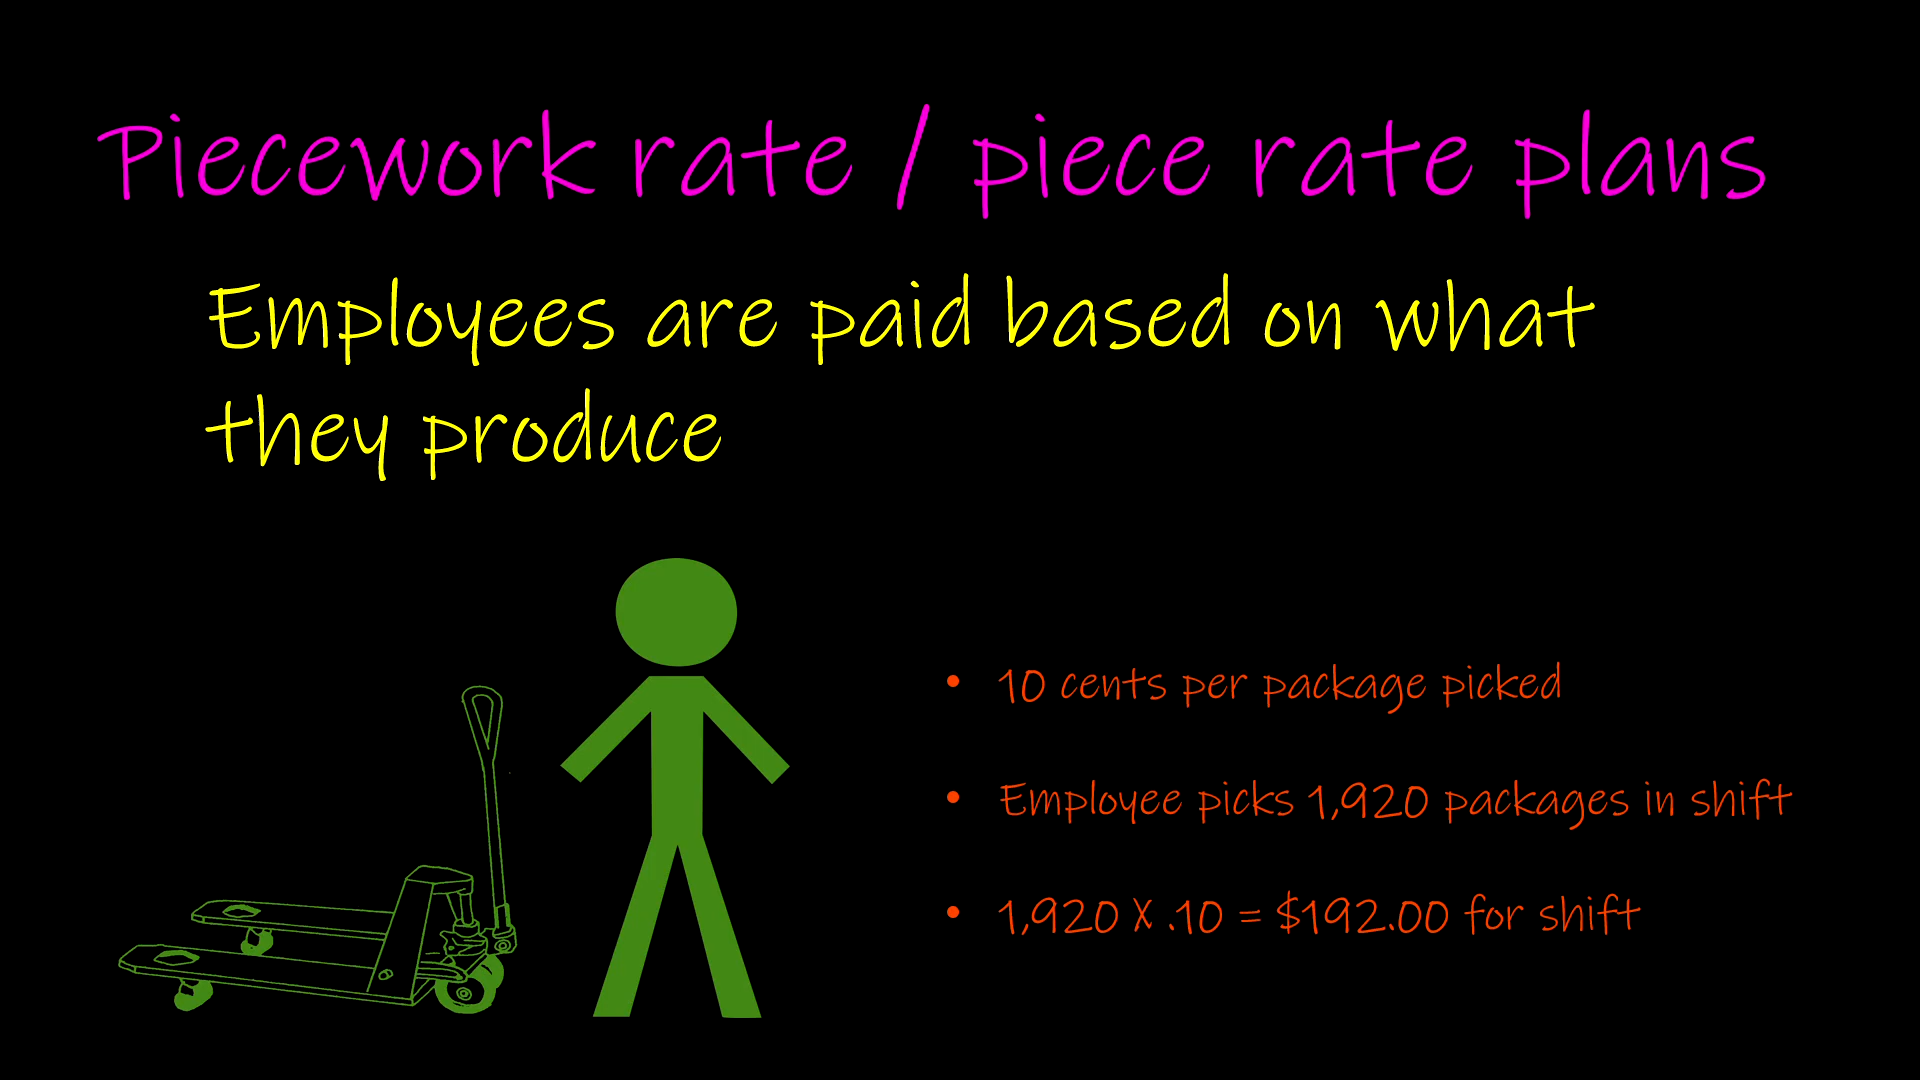 Piecework rate / piece rate plans
Employees are paid based on what
they produce
• 10 cents per package picked
• Employee picks 1,920 packages in shift
• 1,920 X .10 = $192.00 for shift